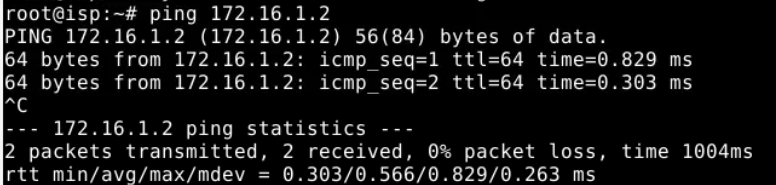 root@isp:~# ping 172.16.1.2
PING 172.16.1.2 (172.16.1.2) 56(84) bytes of data.
64 bytes from 172.16.1.2: icmp_seq=1 ttl=64 time=0.829 ms
64 bytes from 172.16.1.2: icmp_seq=2 ttl=64 time=0.303 ms
^C
--- 172.16.1.2 ping statistics ---
2 packets transmitted, 2 received, 0% packet loss, time 1004ms
rtt min/avg/max/mdev = 0.303/0.566/0.829/0.263 ms